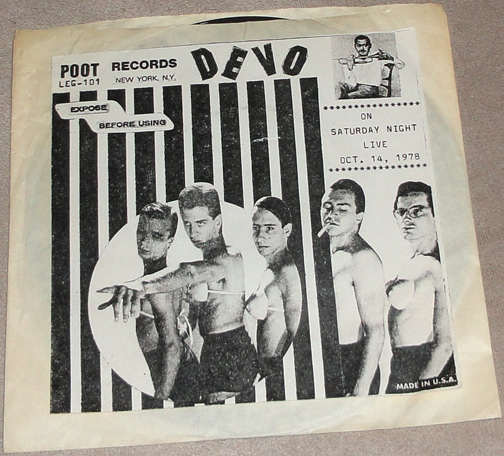 POOT RECORDS DEVO
LEG-101 NEW YORK, N.Y.
EXPOSE
BEFORE USING
ON
SATURDAY NIGHT
LIVE
OCT. 14, 1978
MADE IN U.S.A.